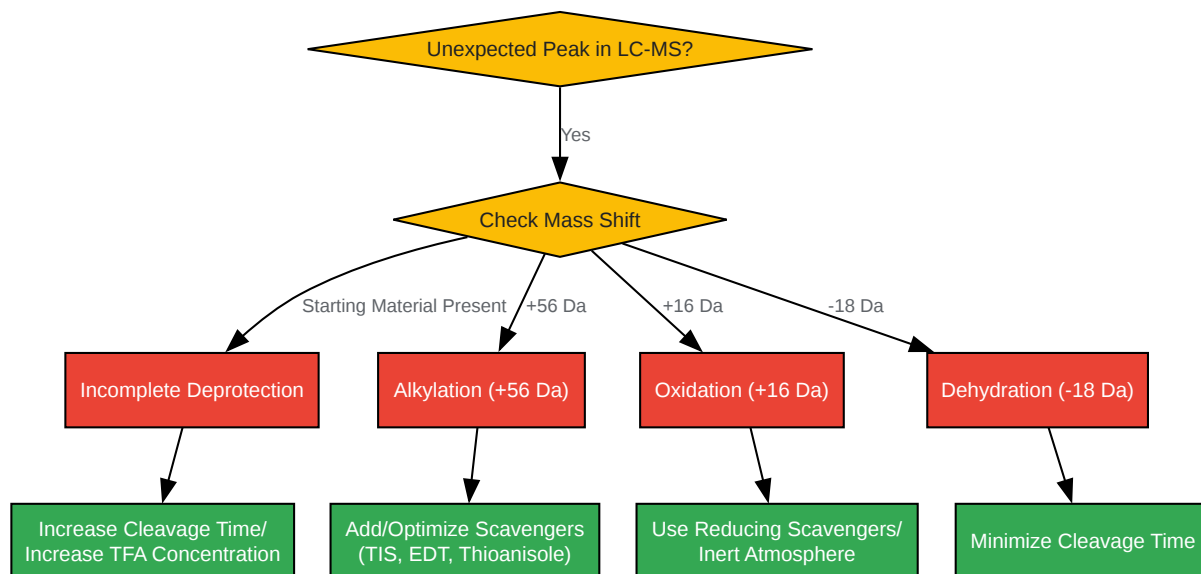 Unexpected Peak in LC-MS?
Yes
Check Mass Shift
Starting Material Present
+56 Da
+16 Da
-18 Da
Incomplete Deprotection
Alkylation (+56 Da)
Oxidation (+16 Da)
Dehydration (-18 Da)
Increase Cleavage Time/
Increase TFA Concentration
Add/Optimize Scavengers
(TIS, EDT, Thioanisole)
Use Reducing Scavengers/
Inert Atmosphere
Minimize Cleavage Time